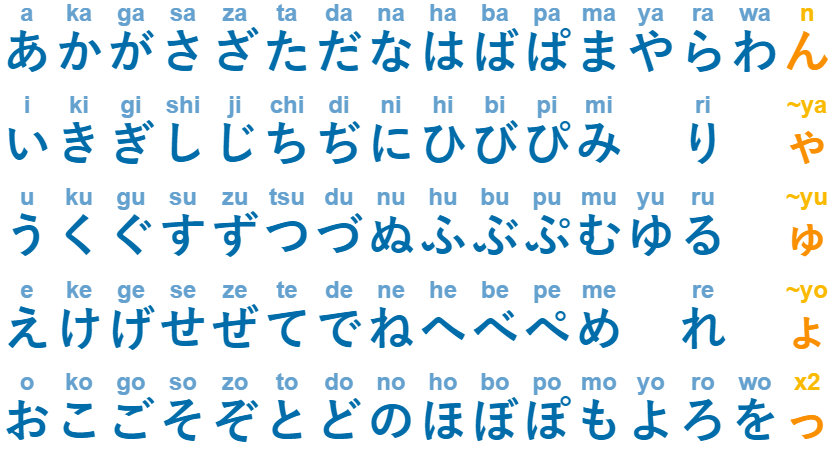 a ka ga sa za ta da na ha ba pa ma ya ra wa n
あ か が さ ざ た だ な は ば ぱ ま や ら わ ん
i ki gi shi ji chi di ni hi bi pi mi ri ~ya
い き ぎ し じ ち ぢ に ひ び ぴ み り ゃ
u ku gu su zu tsu du nu hu bu pu mu yu ru ~yu
う く ぐ す ず つ づ ぬ ふ ぶ ぷ む ゆ る ゅ
e ke ge se ze te de ne he be pe me re ~yo
え け げ せ ぜ て で ね へ べ ぺ め れ ょ
o ko go so zo to do no ho bo po mo yo ro wo x2
お こ ご そ ぞ と ど の ほ ぼ ぽ も よ ろ を っ